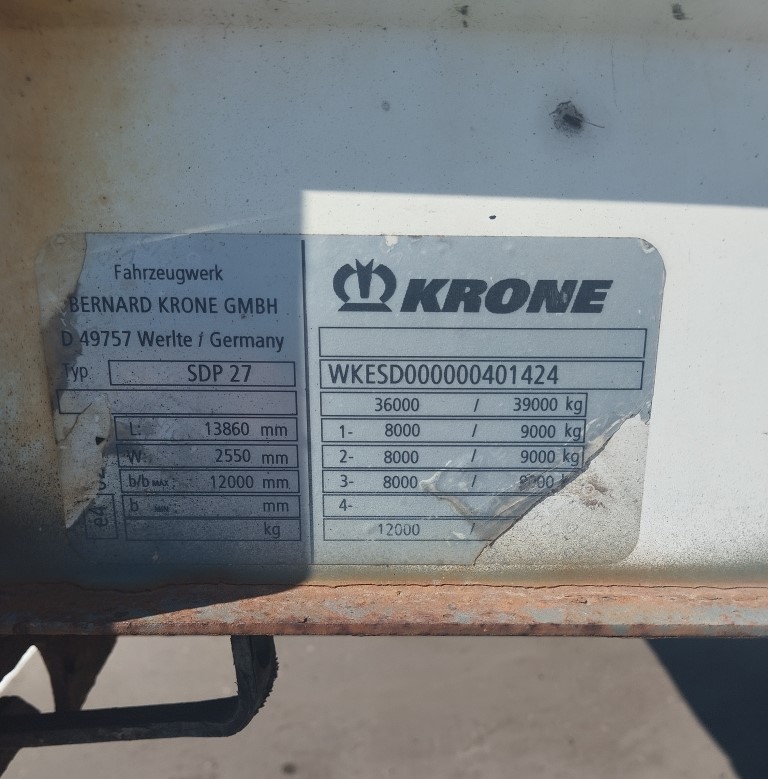 Fahrzeugwerk
BERNARD KRONE GMBH
D 49757 Werlte / Germany
Typ SDP 27
L: 13860 mm
W: 2550 mm
b/b MAX : 12000 mm
b MIN : mm
kg
e4
KRONE
WKESD000000401424
36000 / 39000 kg
1- 8000 / 9000 kg
2- 8000 / 9000 kg
3- 8000 /
4-
12000 /